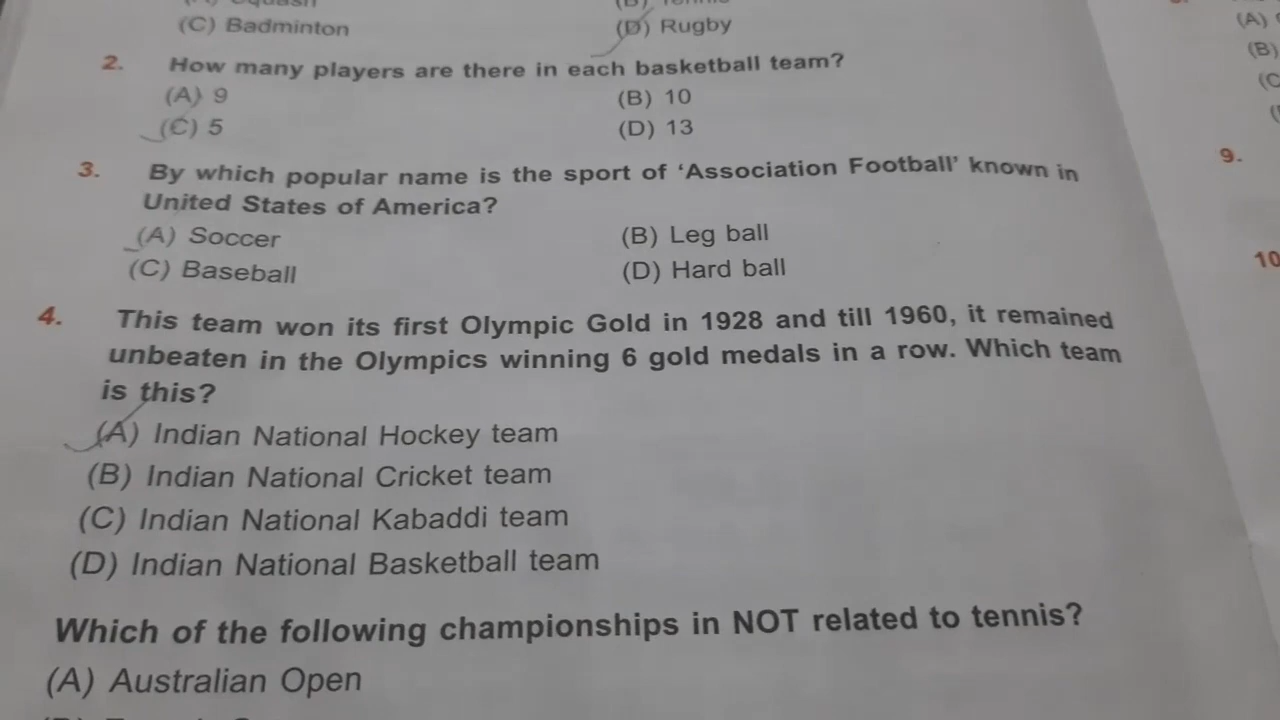 (C) Badminton (D) Rugby
2. How many players are there in each basketball team?
(A) 9 (B) 10
(C) 5 (D) 13
3. By which popular name is the sport of ‘Association Football’ known in
United States of America?
(A) Soccer (B) Leg ball
(C) Baseball (D) Hard ball
4. This team won its first Olympic Gold in 1928 and till 1960, it remained
unbeaten in the Olympics winning 6 gold medals in a row. Which team
is this?
(A) Indian National Hockey team
(B) Indian National Cricket team
(C) Indian National Kabaddi team
(D) Indian National Basketball team
Which of the following championships in NOT related to tennis?
(A) Australian Open
(A)
(B)
9.
10